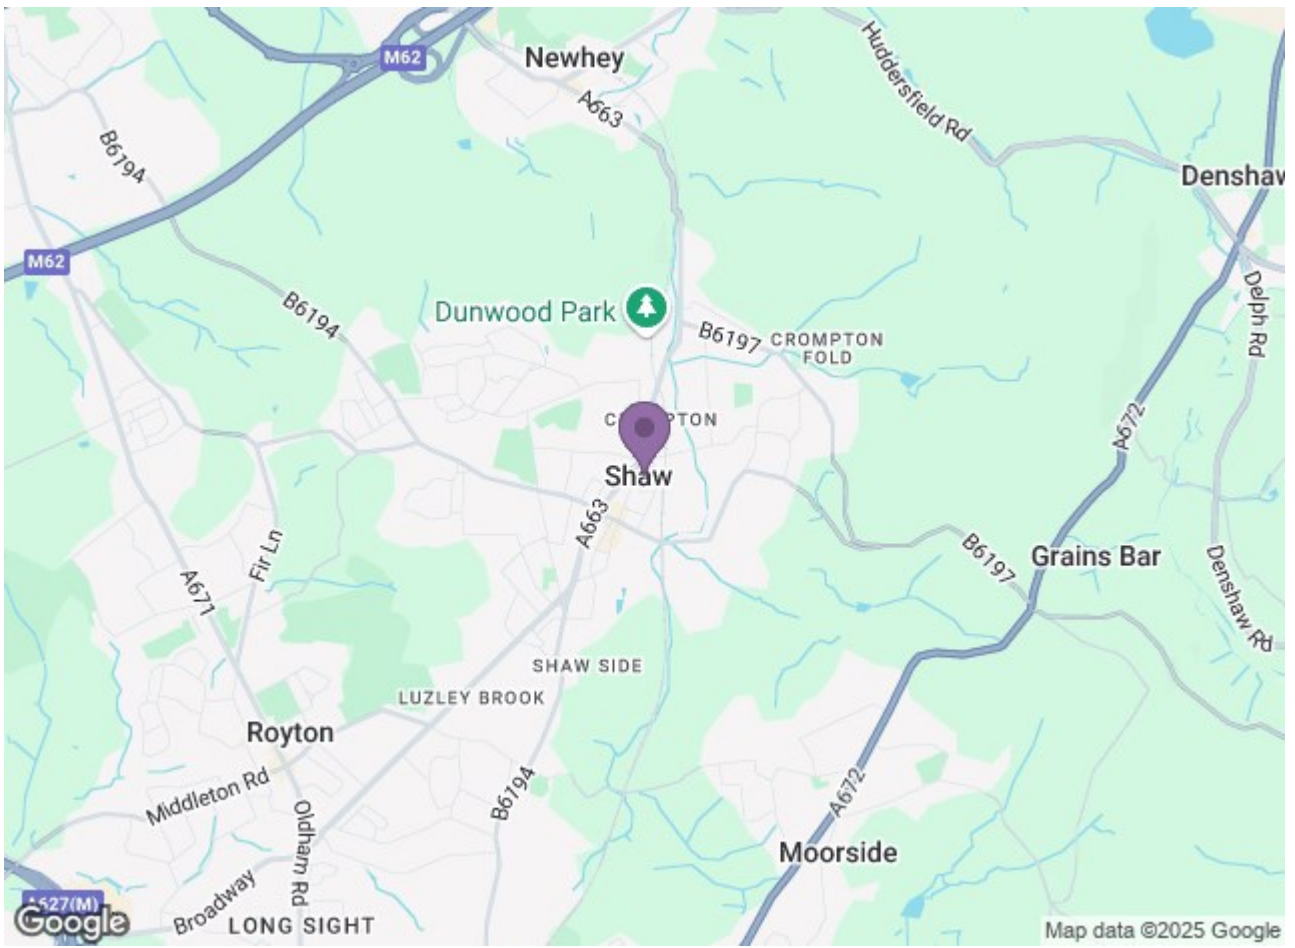 M62
Newhey
A663
Huddersfield Rd
B6194
Denshaw
M62
B6194
Dunwood Park
B6197
CROMPTON
FOLD
Delph Rd
A672
Shaw
A663
Fir Ln
B6197
Grains Bar
Denshaw Rd
A671
SHAW SIDE
LUZLEY BROOK
Royton
Middleton Rd
B6194
A672
Oldham Rd
Moorside
Broadway
A627(M)
Google
LONG SIGHT
Map data ©2025 Google